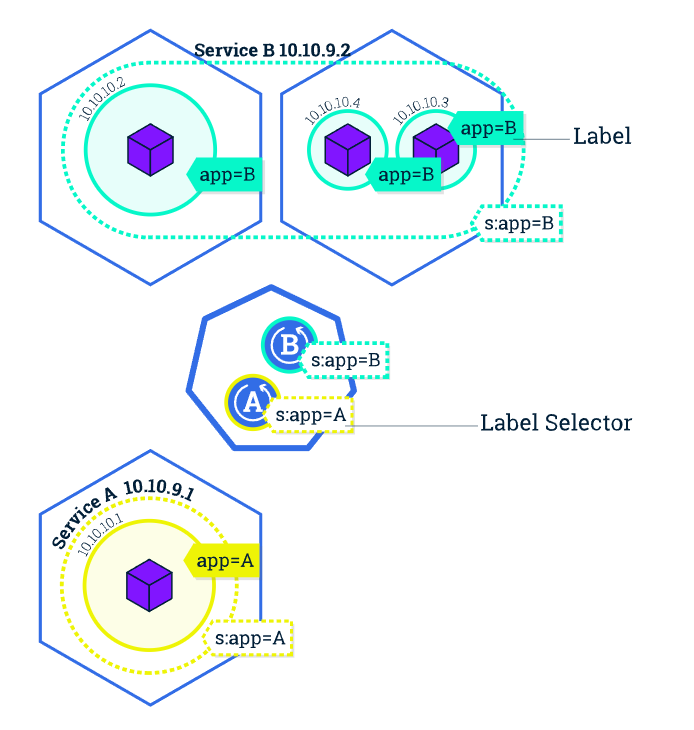 Service B 10.10.9.2
10.10.10.2
10.10.10.4
10.10.10.3
app=B
Label
app=B
app=B
s:app=B
B
s:app=B
A
s:app=A
Label Selector
Service A 10.10.9.1
10.10.10.1
app=A
s:app=A